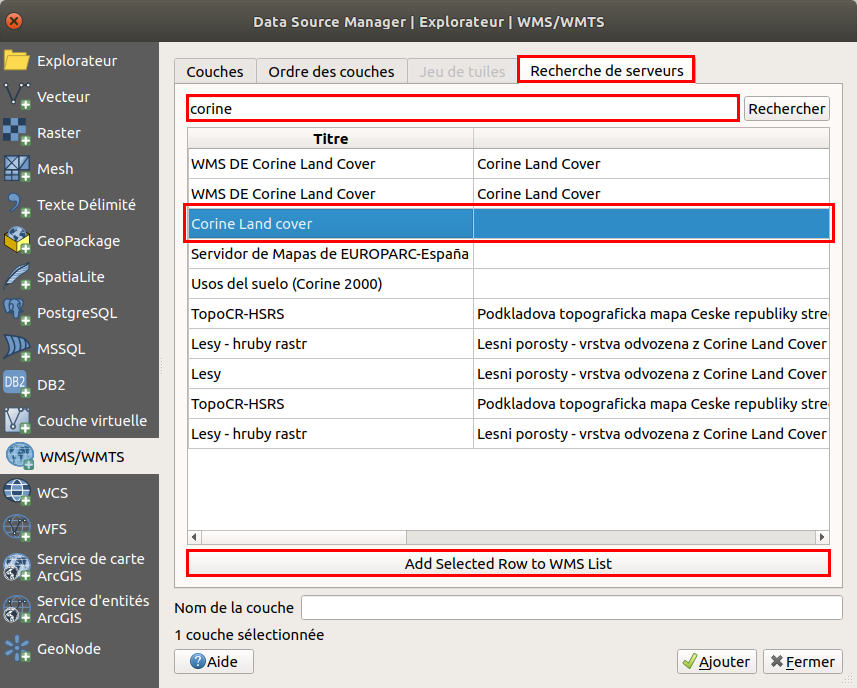 Data Source Manager | Explorateur | WMS/WMTS
Explorateur
Vecteur
Raster
Mesh
Texte Délimité
GeoPackage
SpatiaLite
PostgreSQL
MSSQL
DB2
DB2
Couche virtuelle
WMS/WMTS
WCS
WFS
Service de carte
ArcGIS
Service d'entités
ArcGIS
GeoNode
Couches
Ordre des couches
Jeu de tuiles
Recherche de serveurs
corine
Rechercher
Titre
WMS DE Corine Land Cover
Corine Land Cover
WMS DE Corine Land Cover
Corine Land Cover
Corine Land cover
Servidor de Mapas de EUROPARC-España
Usos del suelo (Corine 2000)
TopoCR-HSRS
Podkladova topograficka mapa Ceske republiky stre
Lesy - hruby rastr
Lesni porosty - vrstva odvozena z Corine Land Cover
Lesy
Lesni porosty - vrstva odvozena z Corine Land Cover
TopoCR-HSRS
Podkladova topograficka mapa Ceske republiky stre
Lesy - hruby rastr
Lesni porosty - vrstva odvozena z Corine Land Cover
Add Selected Row to WMS List
Nom de la couche
1 couche sélectionnée
Aide
Ajouter
Fermer